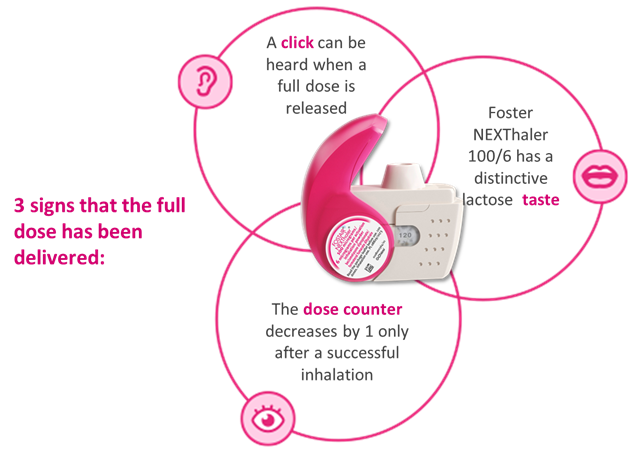 A click can be
heard when a
full dose is
released
Foster
NEXThaler
100/6 has a
distinctive
lactose taste
3 signs that the full
dose has been
delivered:
120
The dose counter
decreases by 1 only
after a successful
inhalation